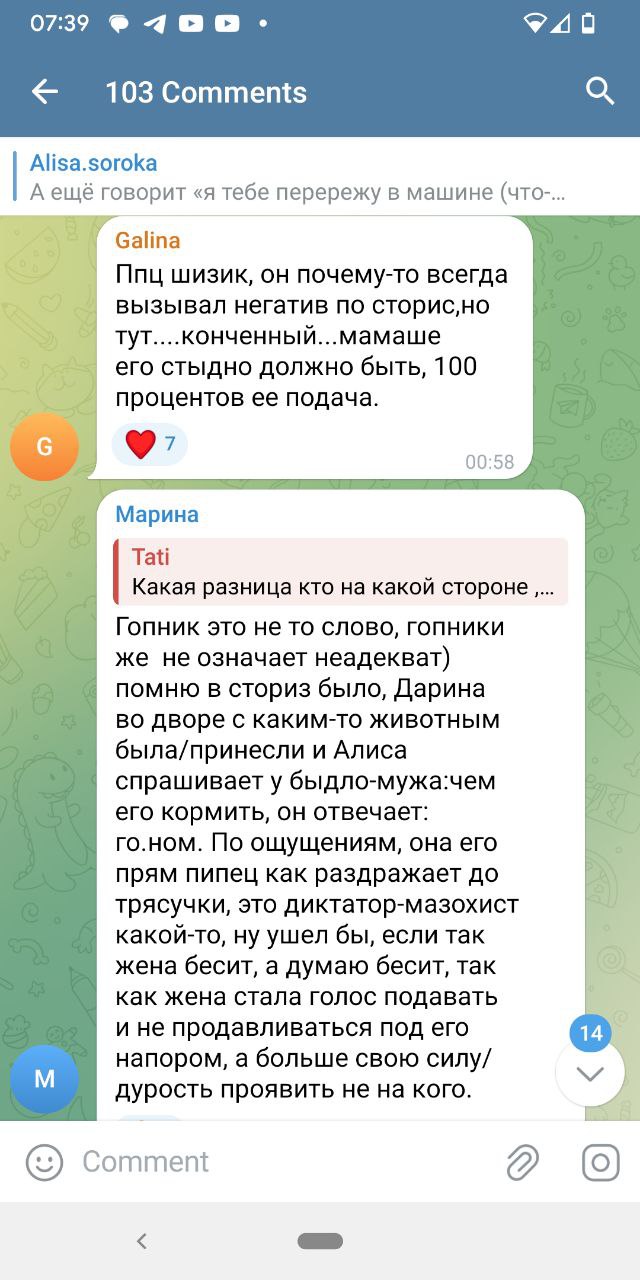 07:39
103 Comments
Alisa.soroka
А ещё говорит «я тебе перережу в машине (что-…
Galina
Ппц шизик, он почему-то всегда
вызывал негатив по сторис,но
тут....конченный...мамаше
его стыдно должно быть, 100
процентов ее подача.
7
00:58
G
Марина
Tati
Какая разница кто на какой стороне ,…
Гопник это не то слово, гопники
же  не означает неадекват)
помню в сториз было, Дарина
во дворе с каким-то животным
была/принесли и Алиса
спрашивает у быдло-мужа:чем
его кормить, он отвечает:
го.ном. По ощущениям, она его
прям пипец как раздражает до
трясучки, это диктатор-мазохист
какой-то, ну ушел бы, если так
жена бесит, а думаю бесит, так
как жена стала голос подавать
и не продавливаться под его
напором, а больше свою силу/
дурость проявить не на кого.
M
14
Comment